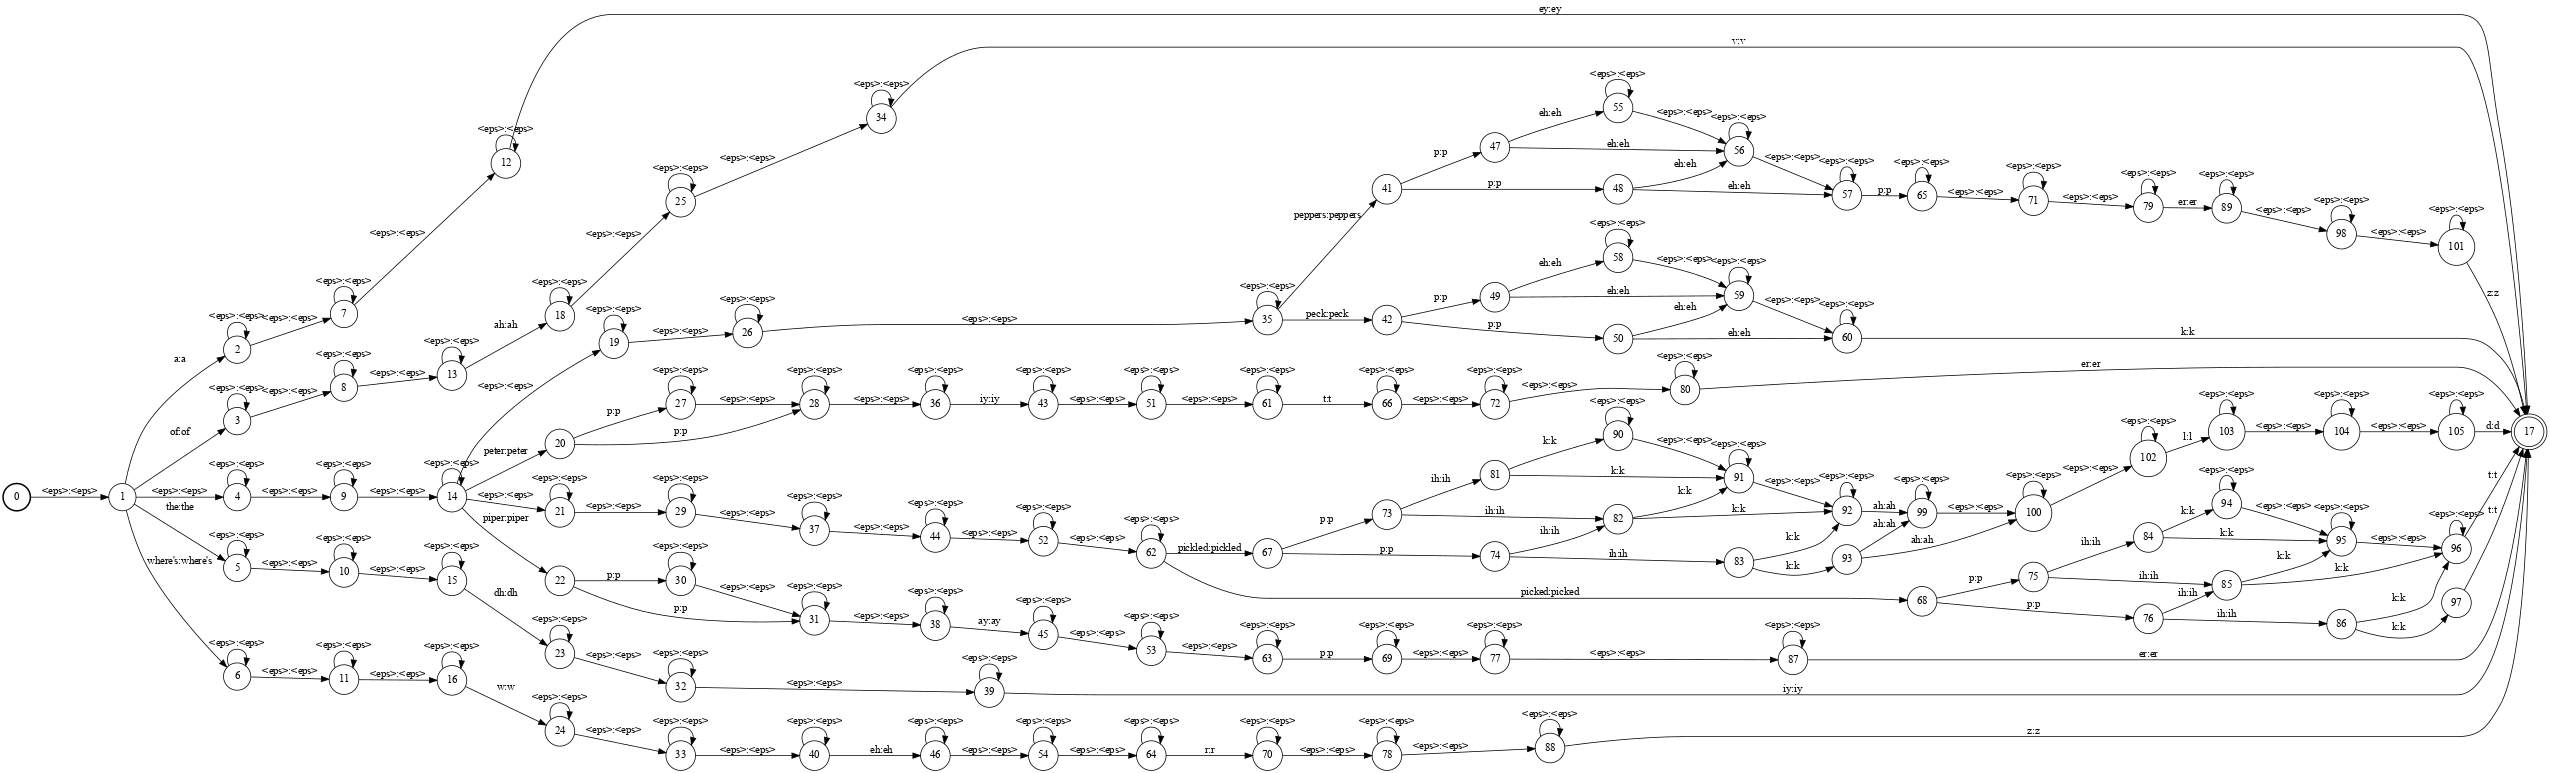 ey:ey
v:v
<eps>:<eps> 0 <eps>:<eps> 1
a:a <eps>:<eps> 2 <eps>:<eps> <eps>:<eps> 7 <eps>:<eps> <eps>:<eps> 12
of:of <eps>:<eps> 3 <eps>:<eps> <eps>:<eps> 8 <eps>:<eps> <eps>:<eps> 13 ah:ah <eps>:<eps> 18 <eps>:<eps> <eps>:<eps> 25 <eps>:<eps> <eps>:<eps> 34
<eps>:<eps> <eps>:<eps> 4 <eps>:<eps> <eps>:<eps> 9 <eps>:<eps> <eps>:<eps> 14
<eps>:<eps> <eps>:<eps> 19 <eps>:<eps> <eps>:<eps> 26 <eps>:<eps> <eps>:<eps> 35
peppers:peppers 41 p:p 47 eh:eh <eps>:<eps> 55 <eps>:<eps> eh:eh <eps>:<eps> 56 <eps>:<eps>
p:p 48 eh:eh eh:eh <eps>:<eps> 57 p:p <eps>:<eps> 65 <eps>:<eps> <eps>:<eps> 71 <eps>:<eps> <eps>:<eps> 79 er:er <eps>:<eps> 89 <eps>:<eps> <eps>:<eps> 98 <eps>:<eps> <eps>:<eps> 101 z:z
peck:peck 42 p:p 49 eh:eh <eps>:<eps> 58 <eps>:<eps> eh:eh <eps>:<eps> 59 <eps>:<eps>
p:p 50 eh:eh eh:eh <eps>:<eps> 60 k:k
peter:peter 20 p:p <eps>:<eps> 27 <eps>:<eps> p:p <eps>:<eps> 28 <eps>:<eps> <eps>:<eps> 36 iy:iy <eps>:<eps> 43 <eps>:<eps> <eps>:<eps> 51 <eps>:<eps> <eps>:<eps> 61 t:t <eps>:<eps> 66 <eps>:<eps> <eps>:<eps> 72 <eps>:<eps> <eps>:<eps> 80 er:er 17
<eps>:<eps> <eps>:<eps> 21 <eps>:<eps> <eps>:<eps> 29 <eps>:<eps> <eps>:<eps> 37 <eps>:<eps> <eps>:<eps> 44 <eps>:<eps> <eps>:<eps> 52 <eps>:<eps> <eps>:<eps> 62
pickled:pickled 67 p:p 73 ih:ih 81 k:k <eps>:<eps> 90 <eps>:<eps> k:k <eps>:<eps> 91 <eps>:<eps>
ih:ih 82 k:k k:k <eps>:<eps> 92 ah:ah <eps>:<eps> 99 <eps>:<eps> <eps>:<eps> 100 <eps>:<eps> <eps>:<eps> 102 l:l <eps>:<eps> 103 <eps>:<eps> <eps>:<eps> 104 <eps>:<eps> <eps>:<eps> 105 d:d
p:p 74 ih:ih ih:ih 83 k:k k:k 93 ah:ah ah:ah
picked:picked 68 p:p 75 ih:ih 84 k:k <eps>:<eps> 94 <eps>:<eps> k:k <eps>:<eps> 95 <eps>:<eps> <eps>:<eps> 96 t:t
p:p 76 ih:ih ih:ih 85 k:k k:k ih:ih 86 k:k k:k 97 t:t
piper:piper 22 p:p <eps>:<eps> 30 <eps>:<eps> p:p <eps>:<eps> 31 <eps>:<eps> <eps>:<eps> 38 ay:ay <eps>:<eps> 45 <eps>:<eps> <eps>:<eps> 53 <eps>:<eps> <eps>:<eps> 63 p:p <eps>:<eps> 69 <eps>:<eps> <eps>:<eps> 77 <eps>:<eps> <eps>:<eps> 87 er:er
the:the <eps>:<eps> 5 <eps>:<eps> <eps>:<eps> 10 <eps>:<eps> <eps>:<eps> 15 dh:dh <eps>:<eps> 23 <eps>:<eps> <eps>:<eps> 32 <eps>:<eps> <eps>:<eps> 39 iy:iy
where's:where's <eps>:<eps> 6 <eps>:<eps> <eps>:<eps> 11 <eps>:<eps> <eps>:<eps> 16 w:w <eps>:<eps> 24 <eps>:<eps> <eps>:<eps> 33 <eps>:<eps> <eps>:<eps> 40 eh:eh <eps>:<eps> 46 <eps>:<eps> <eps>:<eps> 54 <eps>:<eps> <eps>:<eps> 64 r:r <eps>:<eps> 70 <eps>:<eps> <eps>:<eps> 78 <eps>:<eps> <eps>:<eps> 88 z:z